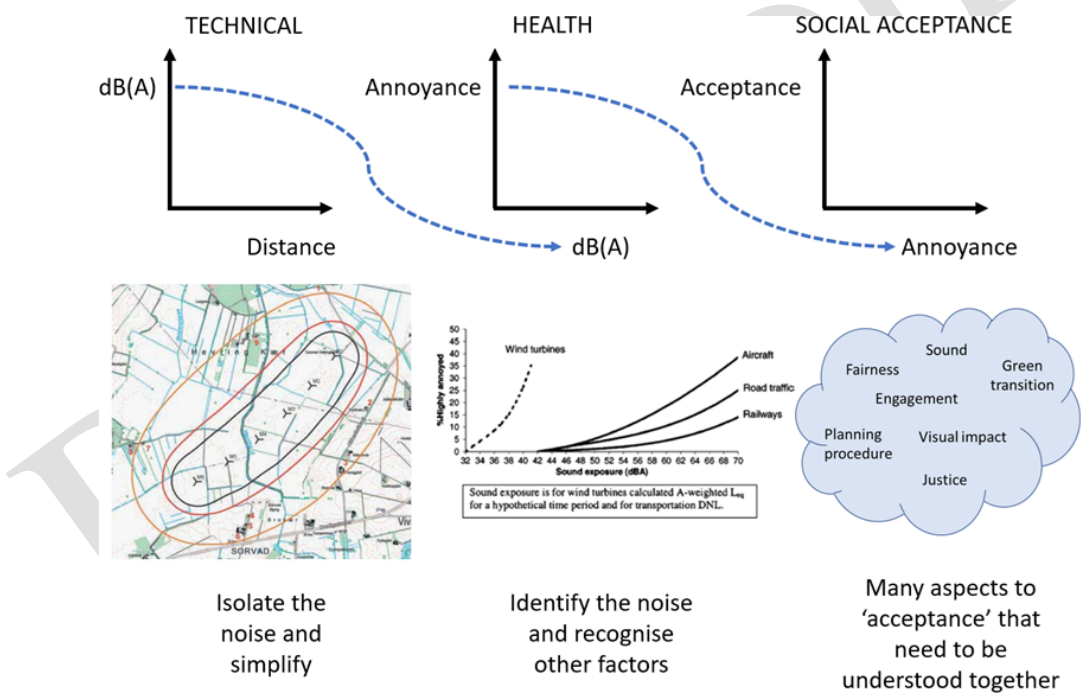 TECHNICAL
HEALTH
SOCIAL ACCEPTANCE
dB(A)
Annoyance
Acceptance
Distance
dB(A)
Annoyance
SORVAD
50
45
40
35
30
25
20
15
10
5
0
%Highly annoyed
Wind turbines
Aircraft
Road traffic
Railways
32 34 36 38 40 42 44 46 48 50 52 54 56 58 60 62 64 66 68 70
Sound exposure (dBA)
Sound exposure is for wind turbines calculated A-weighted Leq
for a hypothetical time period and for transportation DNL.
Sound
Fairness
Green
transition
Engagement
Planning
procedure
Visual impact
Justice
Isolate the
noise and
simplify
Identify the noise
and recognise
other factors
Many aspects to
‘acceptance’ that
need to be
understood together